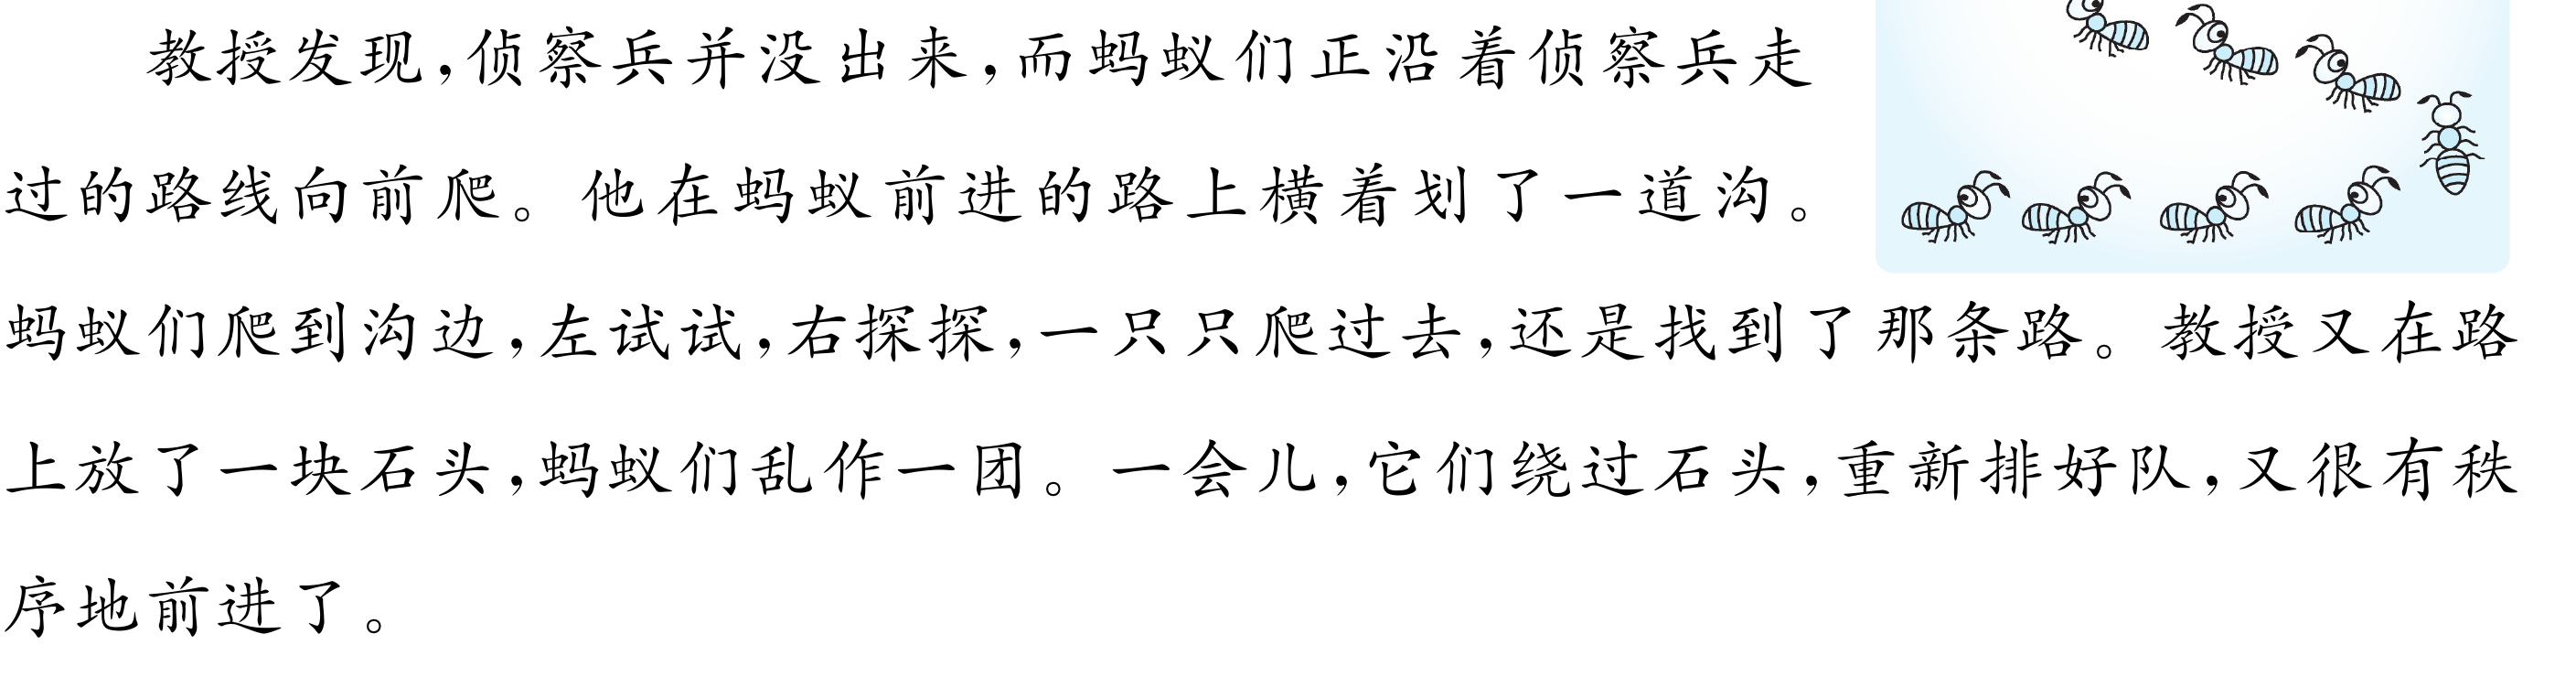 教授发现，侦察兵并没出来，而蚂蚁们正沿着侦察兵走
过的路线向前爬。他在蚂蚁前进的路上横着划了一道沟。
蚂蚁们爬到沟边，左试试，右探探，一只只爬过去，还是找到了那条路。教授又在路
上放了一块石头，蚂蚁们乱作一团。一会儿，它们绕过石头，重新排好队，又很有秩
序地前进了。